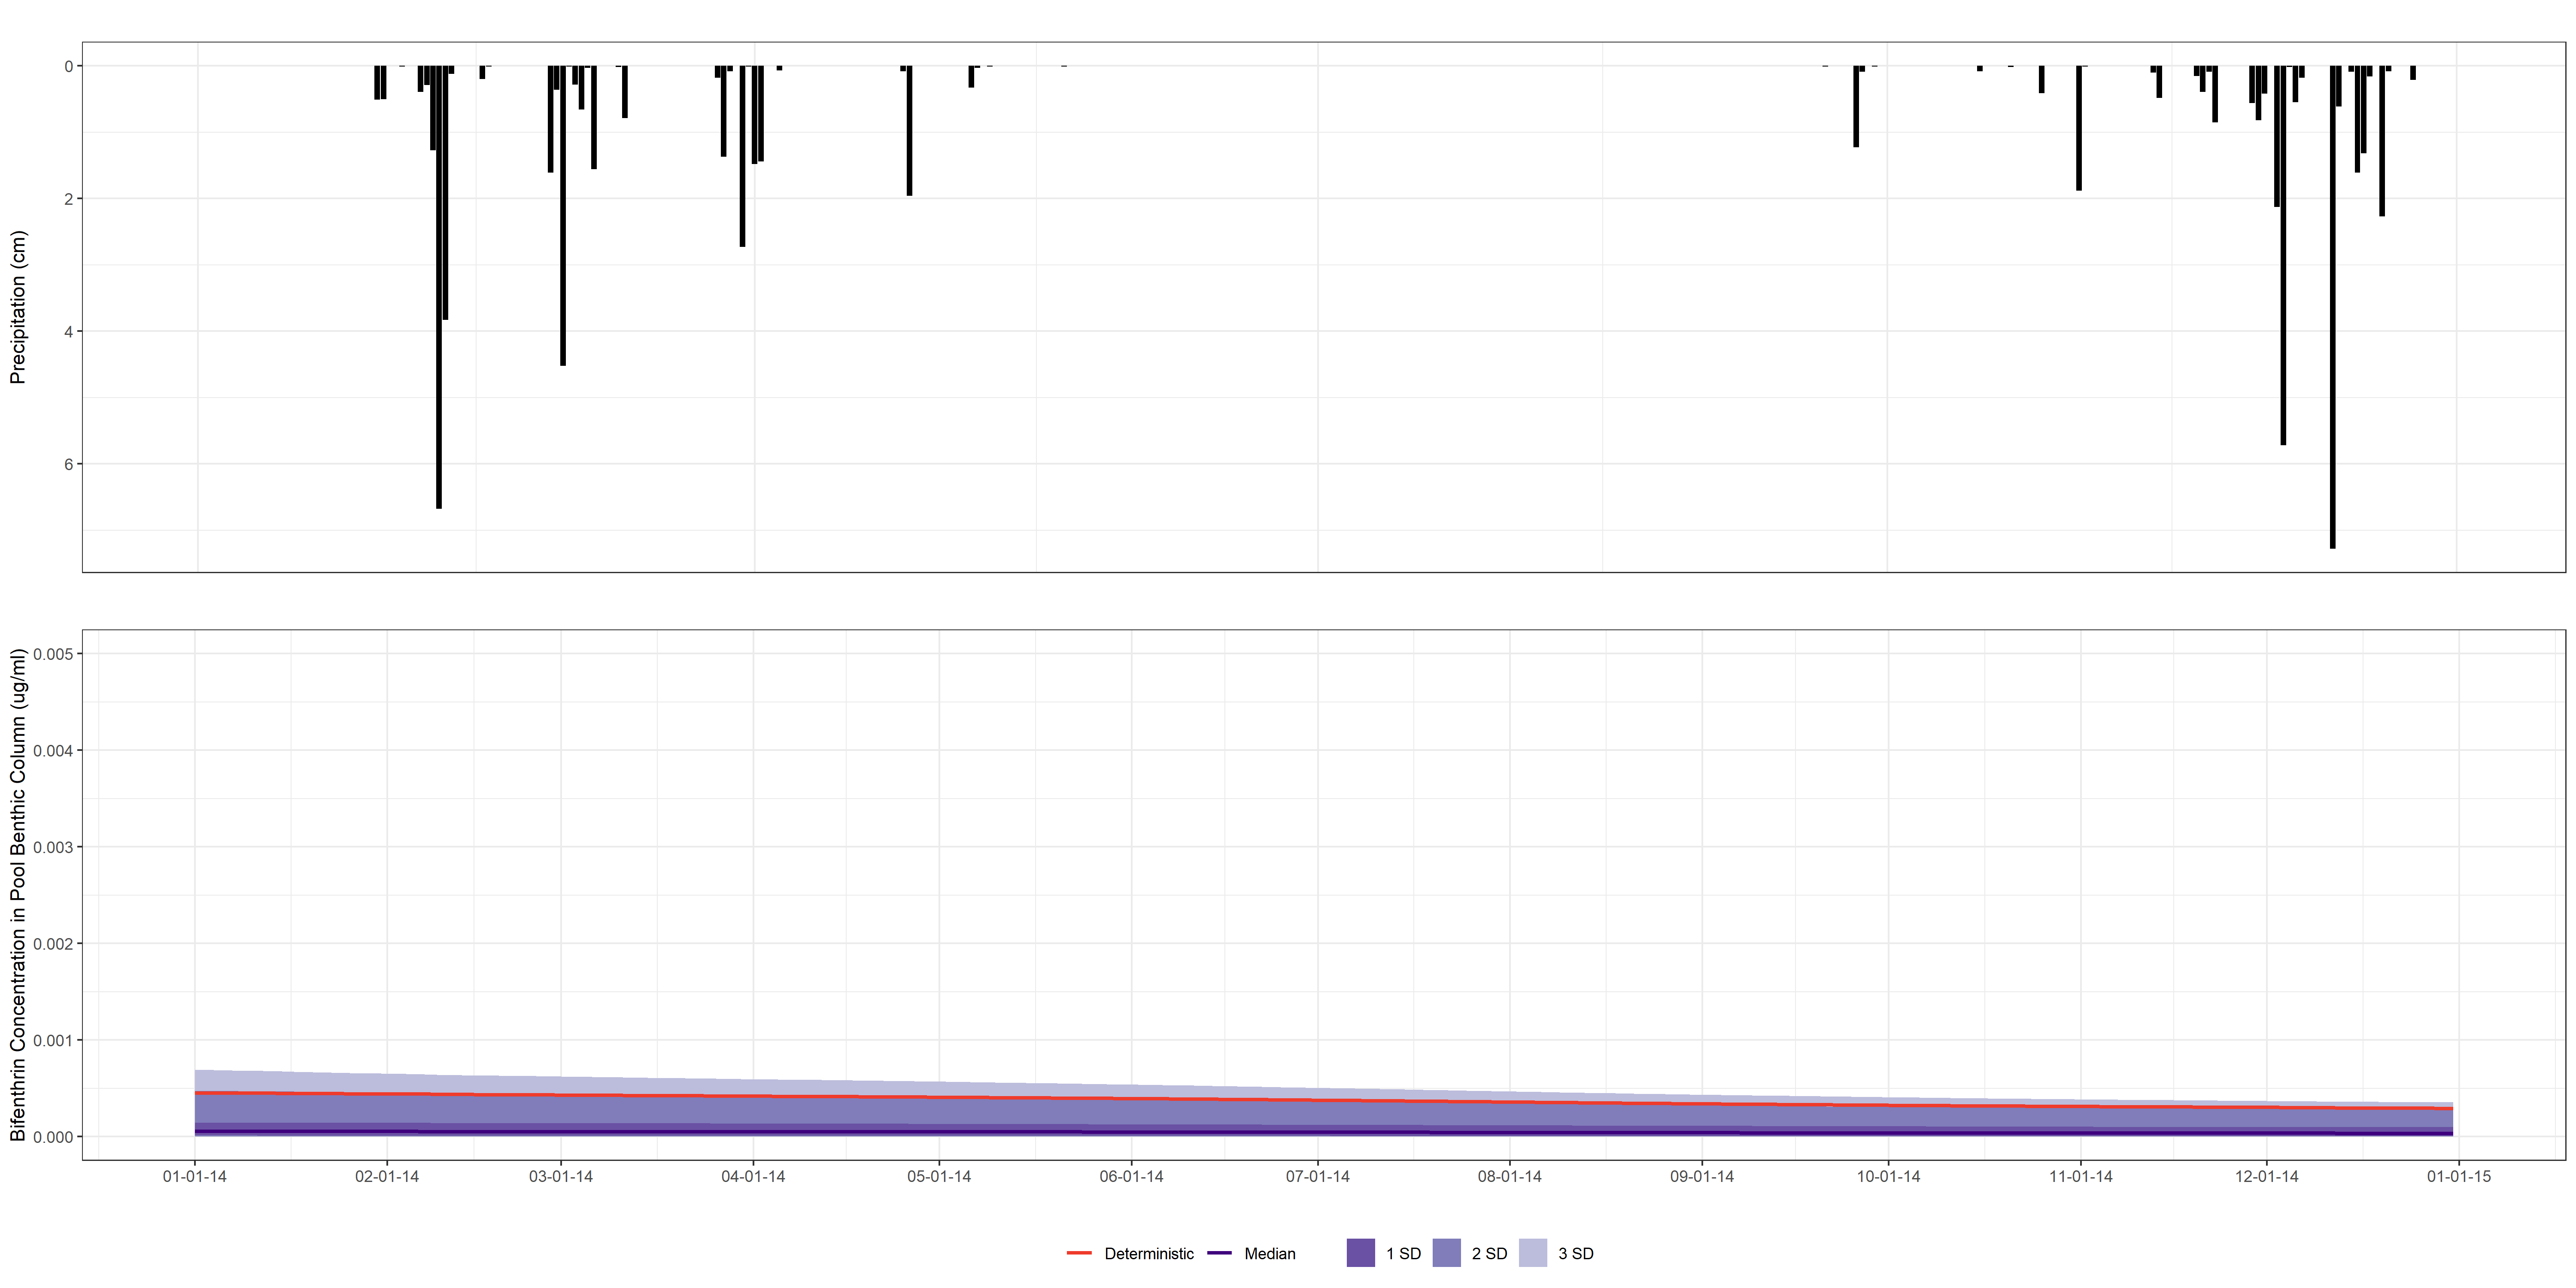 Precipitation (cm)
0
2
4
6
Bifenthrin Concentration in Pool Benthic Column (ug/ml)
0.005
0.004
0.003
0.002
0.001
0.000
01-01-14 02-01-14 03-01-14 04-01-14 05-01-14 06-01-14 07-01-14 08-01-14 09-01-14 10-01-14 11-01-14 12-01-14 01-01-15
Deterministic Median 1 SD 2 SD 3 SD